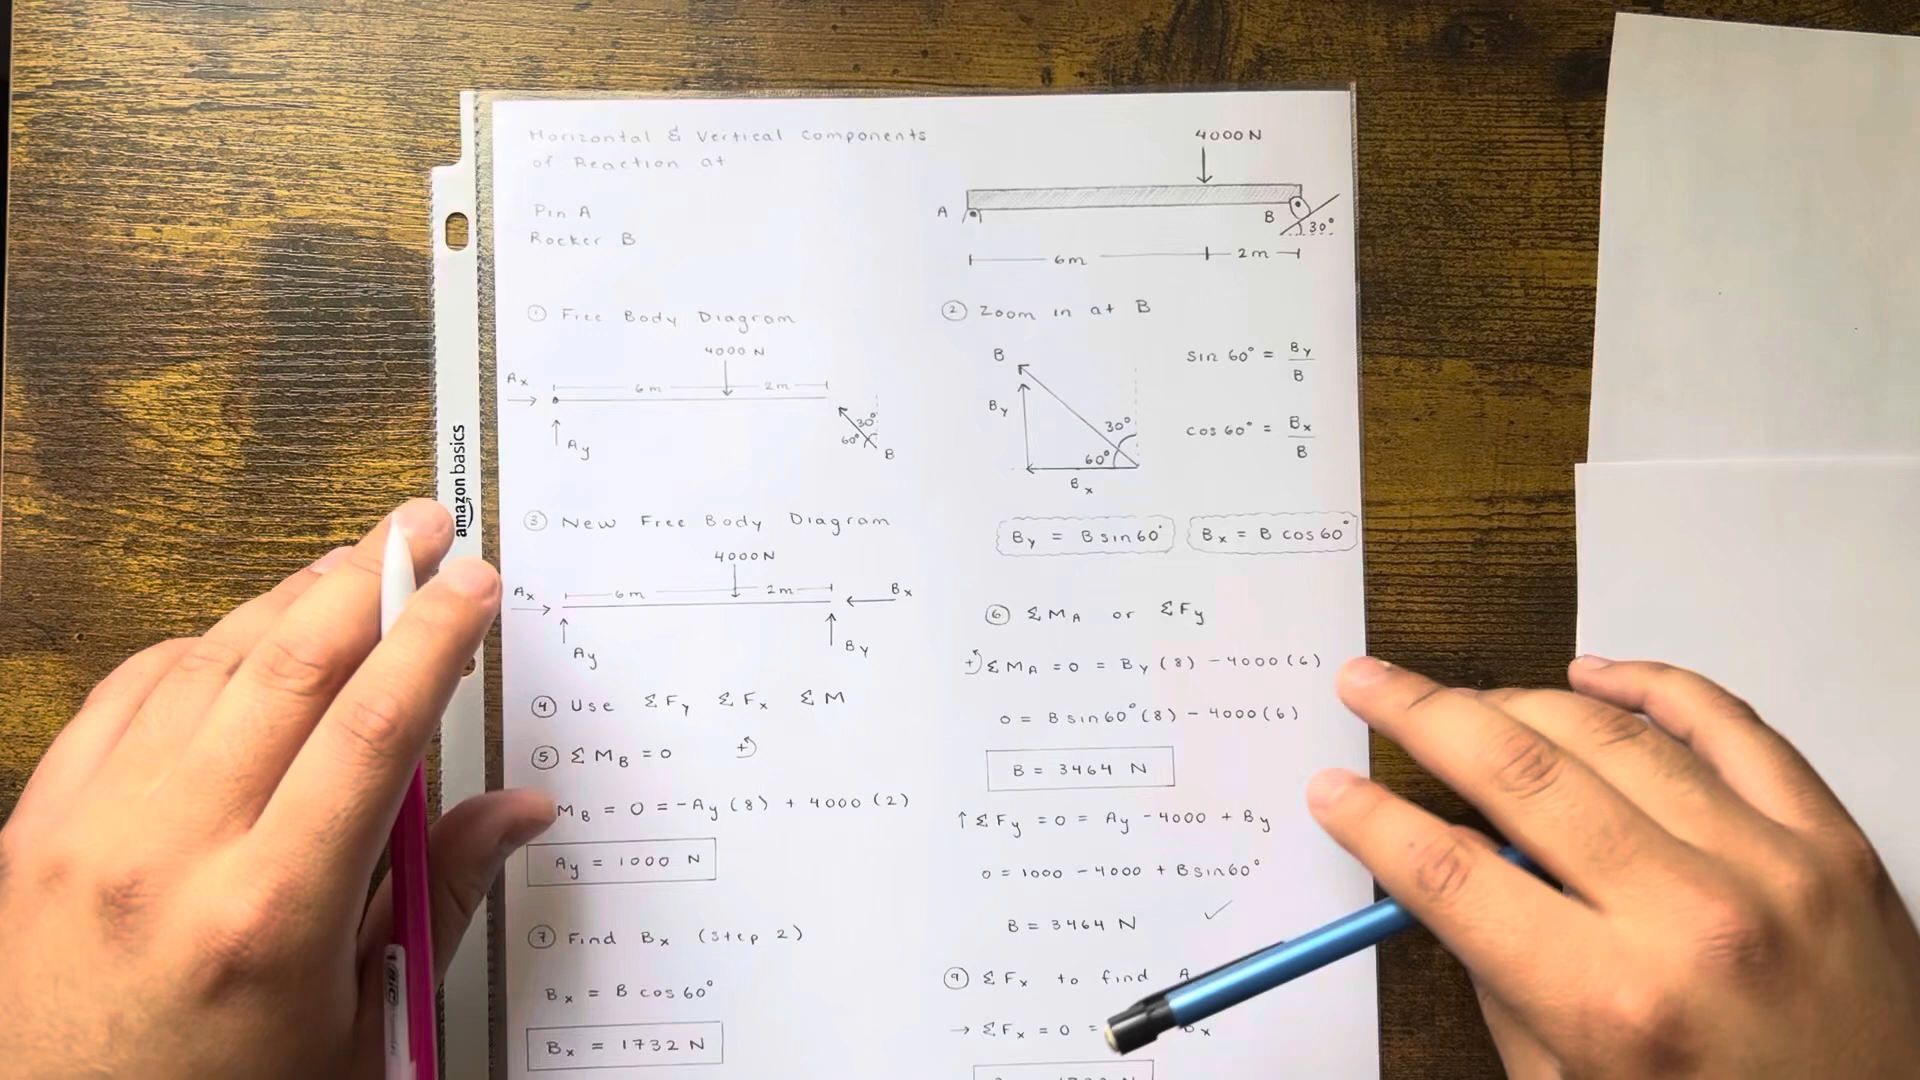 Horizontal & Vertical Components
of Reaction at
Pin A
Rocker B
4000 N
A
B
30°
6m
2m
① Free Body Diagram
4000 N
Ax
6m
2m
Ay
30°
60°
B
② Zoom in at B
B
By
30°
60°
Bx
sin 60° = By/B
cos 60° = Bx/B
By = B sin 60°
Bx = B cos 60°
③ New Free Body Diagram
4000N
Ax
6m
2m
Bx
Ay
By
④ Use ΣFy ΣFx ΣM
⑤ ΣMB = 0 +
MB = 0 = -Ay (8) + 4000 (2)
Ay = 1000 N
⑥ ΣMA or ΣFy
+ ΣMA = 0 = By (8) - 4000 (6)
0 = B sin 60° (8) - 4000 (6)
B = 3464 N
↑ ΣFy = 0 = Ay - 4000 + By
0 = 1000 - 4000 + B sin 60°
B = 3464 N ✓
⑦ Find Bx (Step 2)
Bx = B cos 60°
Bx = 1732 N
⑨ ΣFx to find A
→ ΣFx = 0 = Bx
amazon basics
BIC